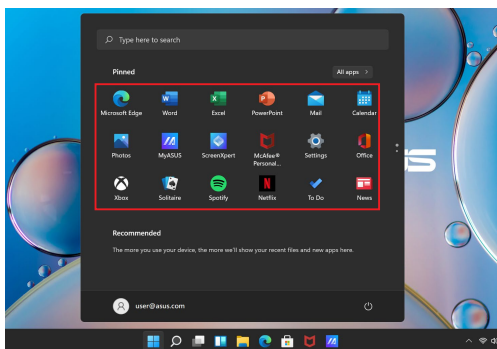 Type here to search
Pinned
All apps >
Microsoft Edge Word Excel PowerPoint Mail Calendar
Photos MyASUS ScreenXpert McAfee® Personal... Settings Office
Xbox Solitaire Spotify Netflix To Do News
Recommended
The more you use your device, the more we'll show your recent files and new apps here.
user@asus.com